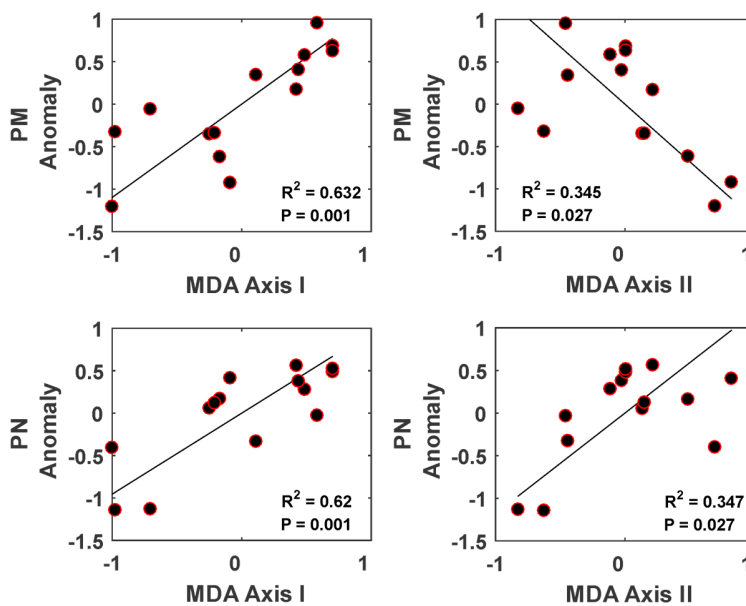 1
0.5
0
-0.5
-1
-1.5
PM
Anomaly
R² = 0.632
P = 0.001
-1
0
1
MDA Axis I
1
0.5
0
-0.5
-1
-1.5
PM
Anomaly
R² = 0.345
P = 0.027
-1
0
1
MDA Axis II
1
0.5
0
-0.5
-1
-1.5
PN
Anomaly
R² = 0.62
P = 0.001
-1
0
1
MDA Axis I
1
0.5
0
-0.5
-1
-1.5
PN
Anomaly
R² = 0.347
P = 0.027
-1
0
1
MDA Axis II